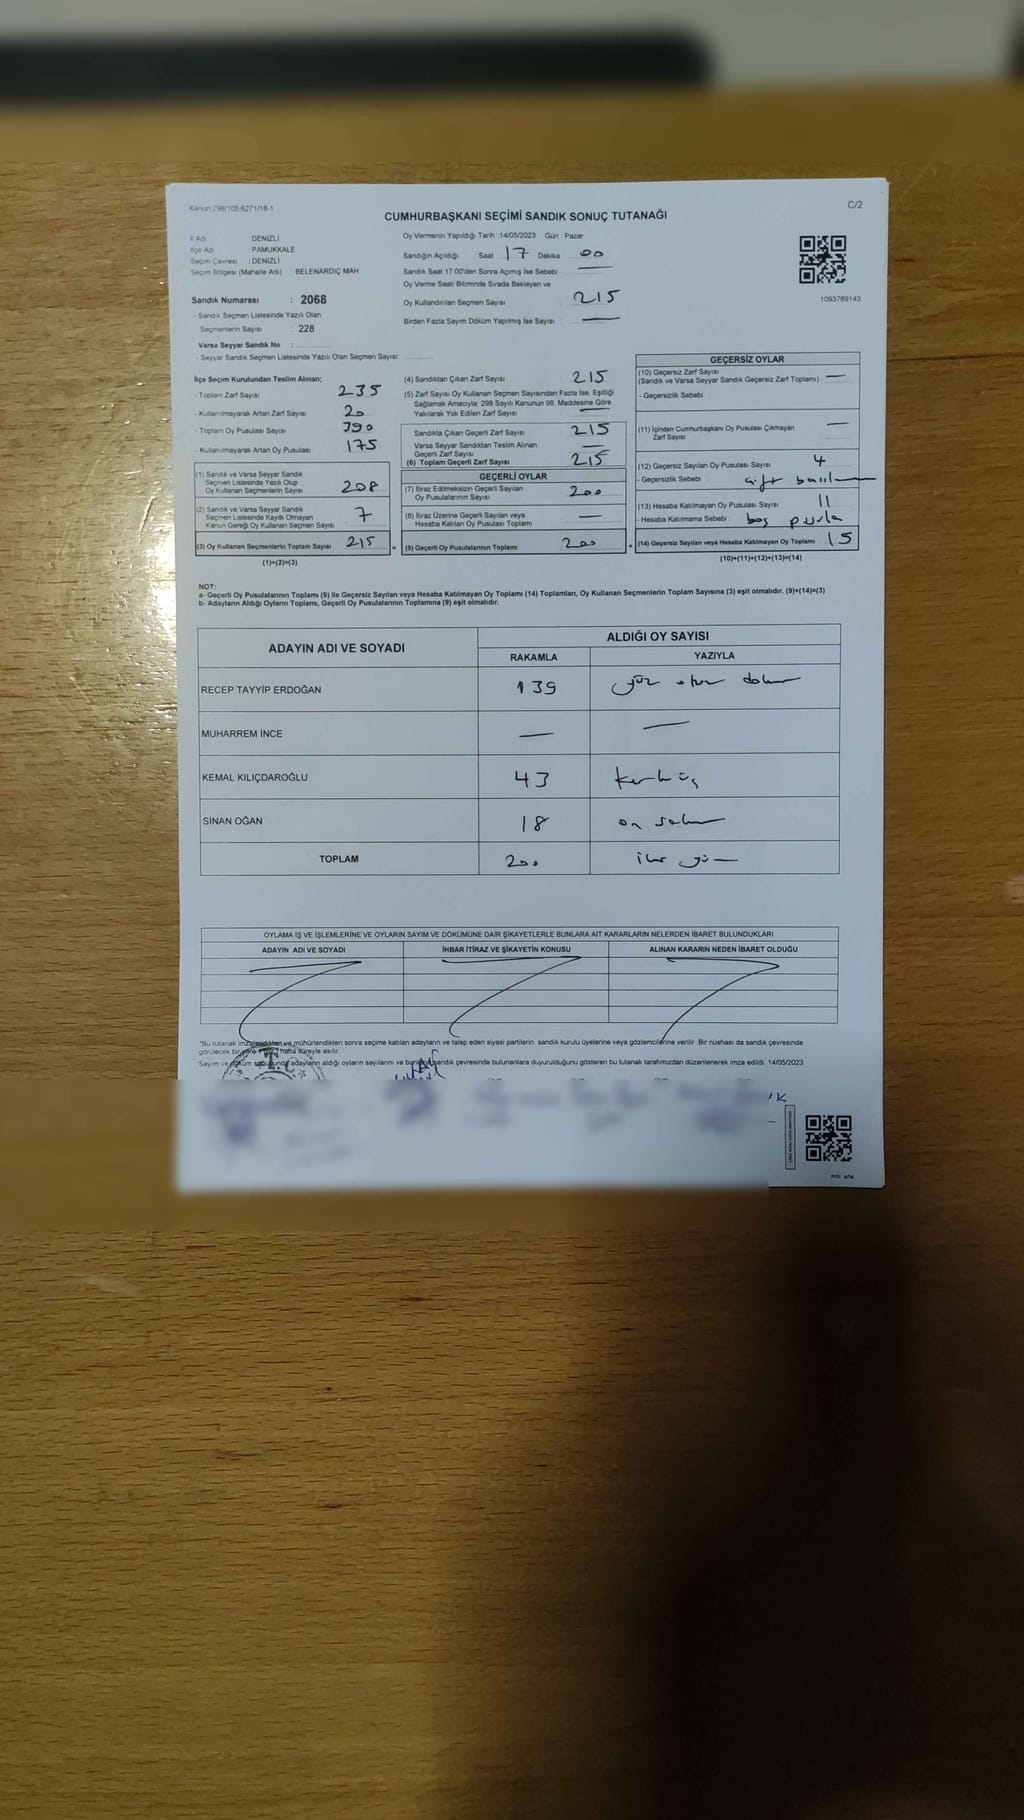 Kanun:298/105;6271/18-1
C/2
CUMHURBAŞKANI SEÇİMİ SANDIK SONUÇ TUTANAĞI
İl Adı DENİZLİ
İlçe Adı PAMUKKALE
Seçim Çevresi : DENİZLİ
Seçim Bölgesi (Mahalle Adı) : BELENARDIÇ MAH
Sandık Numarası : 2068
- Sandık Seçmen Listesinde Yazılı Olan
Seçmenlerin Sayısı : 228
Varsa Seyyar Sandık No :
- Seyyar Sandık Seçmen Listesinde Yazılı Olan Seçmen Sayısı:
Oy Vermenin Yapıldığı Tarih :14/05/2023 Gün : Pazar
Sandığın Açıldığı Saat 17 Dakika 00
Sandık Saat 17:00'den Sonra Açımış İse Sebebi —
Oy Verme Saati Bitiminde Sırada Bekleyen ve
Oy Kullandırılan Seçmen Sayısı 215
Birden Fazla Sayım Döküm Yapılmış İse Sayısı —
1093789143
İlçe Seçim Kurulundan Teslim Alınan;
- Toplam Zarf Sayısı 235
- Kullanılmayarak Artan Zarf Sayısı 20
- Toplam Oy Pusulası Sayısı 390
- Kullanılmayarak Artan Oy Pusulası 175
(1) Sandık ve Varsa Seyyar Sandık
Seçmen Listesinde Yazılı Olup
Oy Kullanan Seçmenlerin Sayısı 208
(2) Sandık ve Varsa Seyyar Sandık
Seçmen Listesinde Kayıtlı Olmayan
Kanun Gereği Oy Kullanan Seçmen Sayısı 7
(3) Oy Kullanan Seçmenlerin Toplam Sayısı 215 =
(1)+(2)=(3)
(4) Sandıktan Çıkan Zarf Sayısı 215
(5) Zarf Sayısı Oy Kullanan Seçmen Sayısından Fazla İse, Eşitliği
Sağlamak Amacıyla; 298 Sayılı Kanunun 98. Maddesine Göre
Yakılarak Yok Edilen Zarf Sayısı —
Sandıkta Çıkan Geçerli Zarf Sayısı 215
Varsa Seyyar Sandıktan Teslim Alınan
Geçerli Zarf Sayısı —
(6) Toplam Geçerli Zarf Sayısı 215
GEÇERLİ OYLAR
(7) İtiraz Edilmeksizin Geçerli Sayılan
Oy Pusulasının Sayısı 200
(8) İtiraz Üzerine Geçerli Sayılan veya
Hesaba Katılan Oy Pusulası Toplamı —
(9) Geçerli Oy Pusulalarının Toplamı 200 +
GEÇERSİZ OYLAR
(10) Geçersiz Zarf Sayısı
(Sandık ve Varsa Seyyar Sandık Geçersiz Zarf Toplamı) —
- Geçersizlik Sebebi
(11) İçinden Cumhurbaşkanı Oy Pusulası Çıkmayan
Zarf Sayısı —
(12) Geçersiz Sayılan Oy Pusulası Sayısı 4
- Geçersizlik Sebebi çift
(13) Hesaba Katılmayan Oy Pusulası Sayısı 11
- Hesaba Katılmama Sebebi boş pusula
(14) Geçersiz Sayılan veya Hesaba Katılmayan Oy Toplamı 15
(10)+(11)+(12)+(13)=(14)
NOT:
a- Geçerli Oy Pusulalarının Toplamı (9) ile Geçersiz Sayılan veya Hesaba Katılmayan Oy Toplamı (14) Toplamları, Oy Kullanan Seçmenlerin Toplam Sayısına (3) eşit olmalıdır. (9)+(14)=(3)
b- Adayların Aldığı Oyların Toplamı, Geçerli Oy Pusulalarının Toplamına (9) eşit olmalıdır.
ADAYIN ADI VE SOYADI
ALDIĞI OY SAYISI
RAKAMLA YAZIYLA
RECEP TAYYİP ERDOĞAN 139 yüz otuz dokuz
MUHARREM İNCE — —
KEMAL KILIÇDAROĞLU 43 kırk üç
SİNAN OĞAN 18 on sekiz
TOPLAM 200 iki yüz
OYLAMA İŞ VE İŞLEMLERİNE VE OYLARIN SAYIM VE DÖKÜMÜNE DAİR ŞİKAYETLERLE BUNLARA AİT KARARLARIN NELERDEN İBARET BULUNDUKLARI
ADAYIN ADI VE SOYADI İHBAR İTİRAZ VE ŞİKAYETİN KONUSU ALINAN KARARIN NEDEN İBARET OLDUĞU
*Bu tutanak imzalandıktan ve mühürlendikten sonra seçime katılan adayların ve talep eden siyasi partilerin sandık kurulu üyelerine veya gözlemcilerine verilir. Bir nüshası da sandık çevresinde
görülecek bir yere hafta süreyle asılır.
Sayım ve döküm sonucunda adayların aldığı oyların sayılarını ve sandık çevresinde bulunanlara duyurulduğunu gösteren bu tutanak tarafımızdan düzenlenerek imza edildi. 14/05/2023
T.C.